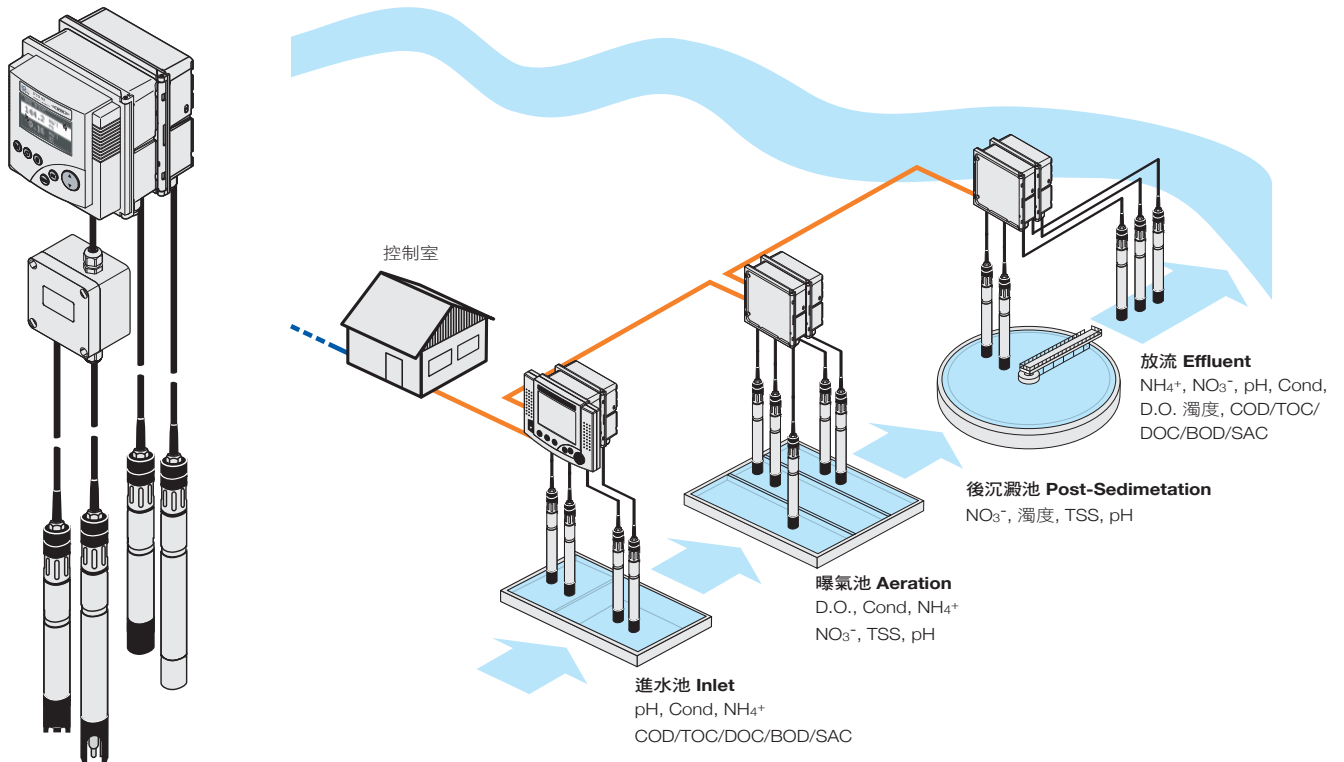 控制室
放流 Effluent
NH₄⁺, NO₃⁻, pH, Cond,
D.O. 濁度, COD/TOC/
DOC/BOD/SAC
後沉澱池 Post-Sedimetation
NO₃⁻, 濁度, TSS, pH
曝氣池 Aeration
D.O., Cond, NH₄⁺
NO₃⁻, TSS, pH
進水池 Inlet
pH, Cond, NH₄⁺
COD/TOC/DOC/BOD/SAC